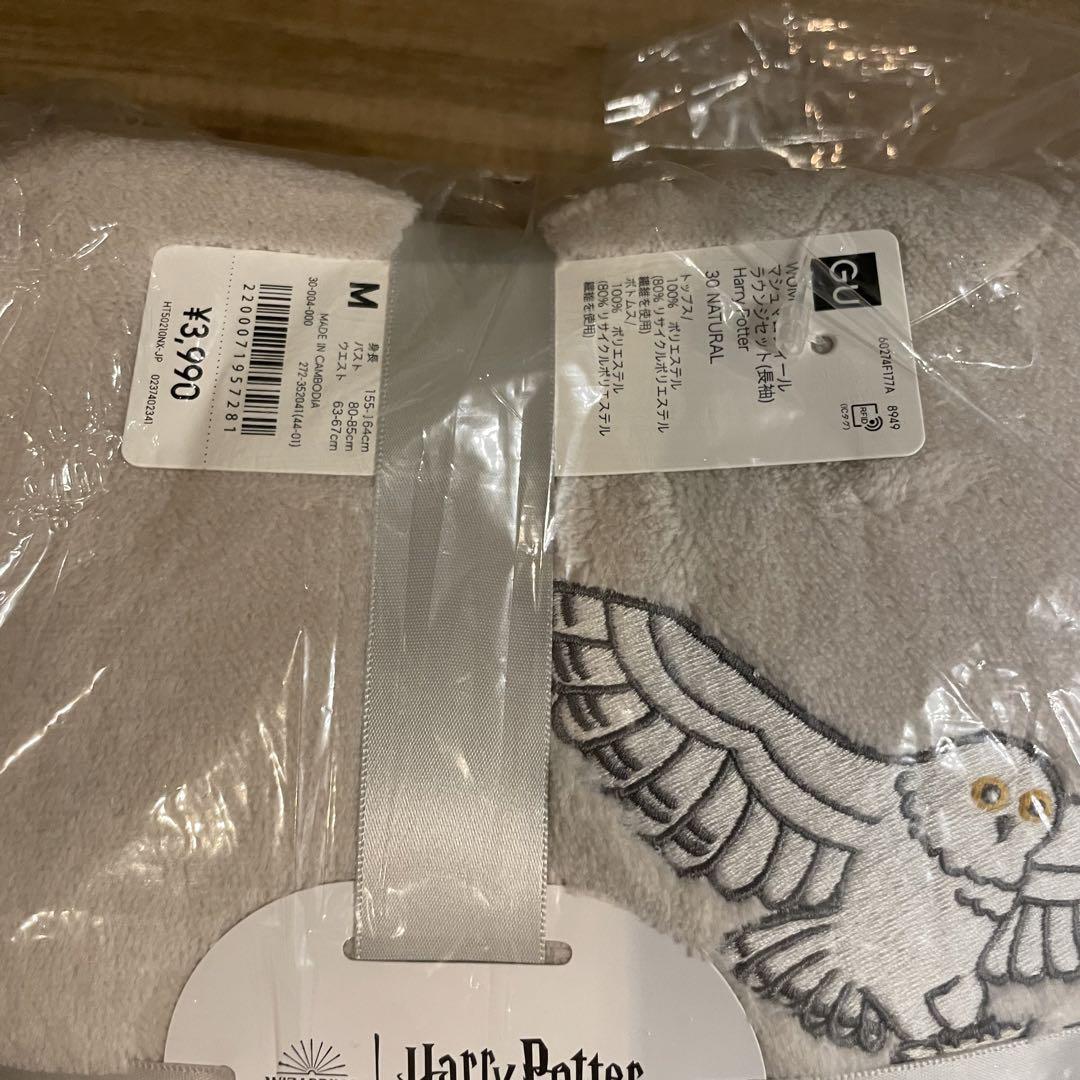 GU
60274F177A 8949
RFID
(ICタグ)
マシュマロフィール
ラウンジセット(長袖)
Harry Potter
30 NATURAL
トップス/
100% ポリエステル
(80% リサイクルポリエステル
繊維を使用)
ボトムス/
100% ポリエステル
(80% リサイクルポリエステル
繊維を使用)
M
身長 155-164cm
バスト 80-85cm
ウエスト 63-67cm
MADE IN CAMBODIA
30-004-000 272-352041(44-01)
2200071957281
¥3,990
HT50210NX-JP 0237402341
Harry Potter